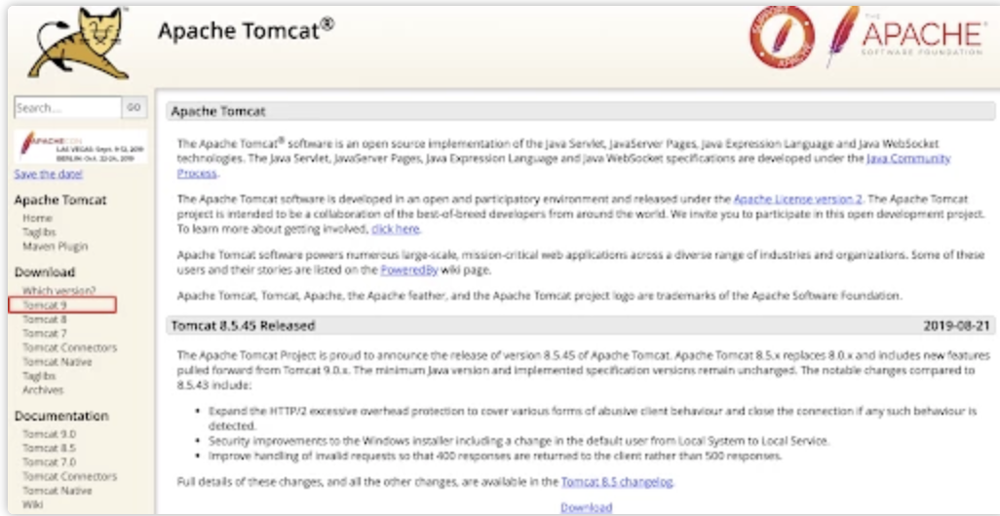 Apache Tomcat®
SUPPORT APACHE
THE
APACHE®
SOFTWARE FOUNDATION
Search...
GO
APACHECON
LAS VEGAS: Sept. 9-12, 2019
BERLIN: Oct. 22-24, 2019
Save the date!
Apache Tomcat
Home
Taglibs
Maven Plugin
Download
Which version?
Tomcat 9
Tomcat 8
Tomcat 7
Tomcat Connectors
Tomcat Native
Taglibs
Archives
Documentation
Tomcat 9.0
Tomcat 8.5
Tomcat 7.0
Tomcat Connectors
Tomcat Native
Wiki
Apache Tomcat
The Apache Tomcat® software is an open source implementation of the Java Servlet, JavaServer Pages, Java Expression Language and Java WebSocket
technologies. The Java Servlet, JavaServer Pages, Java Expression Language and Java WebSocket specifications are developed under the Java Community
Process.
The Apache Tomcat software is developed in an open and participatory environment and released under the Apache License version 2. The Apache Tomcat
project is intended to be a collaboration of the best-of-breed developers from around the world. We invite you to participate in this open development project.
To learn more about getting involved, click here.
Apache Tomcat software powers numerous large-scale, mission-critical web applications across a diverse range of industries and organizations. Some of these
users and their stories are listed on the PoweredBy wiki page.
Apache Tomcat, Tomcat, Apache, the Apache feather, and the Apache Tomcat project logo are trademarks of the Apache Software Foundation.
Tomcat 8.5.45 Released 2019-08-21
The Apache Tomcat Project is proud to announce the release of version 8.5.45 of Apache Tomcat. Apache Tomcat 8.5.x replaces 8.0.x and includes new features
pulled forward from Tomcat 9.0.x. The minimum Java version and implemented specification versions remain unchanged. The notable changes compared to
8.5.43 include:
• Expand the HTTP/2 excessive overhead protection to cover various forms of abusive client behaviour and close the connection if any such behaviour is
detected.
• Security improvements to the Windows installer including a change in the default user from Local System to Local Service.
• Improve handling of invalid requests so that 400 responses are returned to the client rather than 500 responses.
Full details of these changes, and all the other changes, are available in the Tomcat 8.5 changelog.
Download